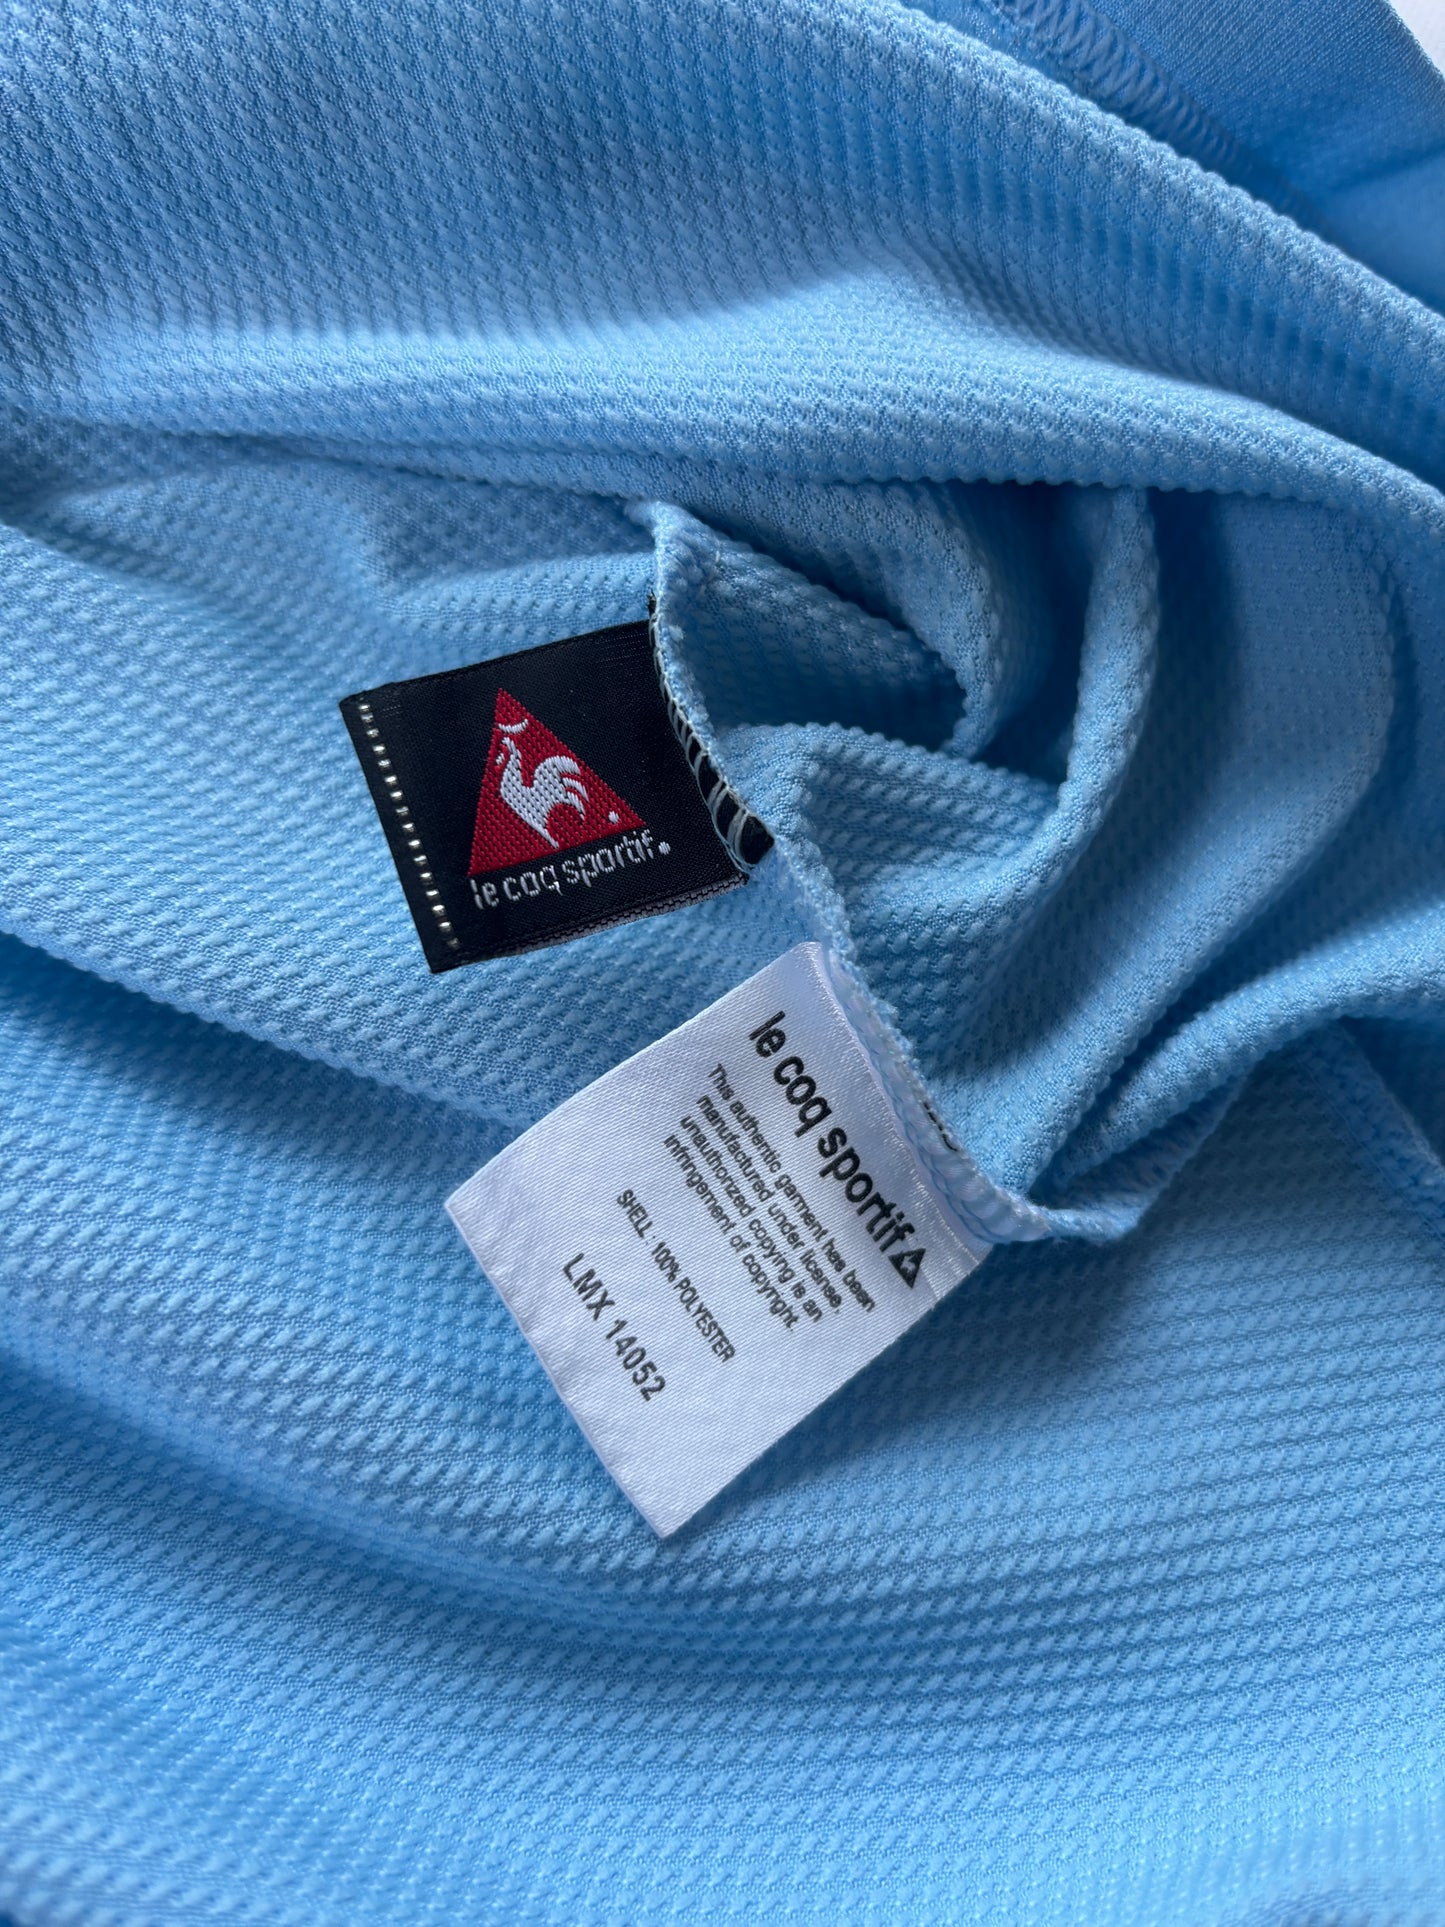 le coq sportif
le coq sportif
This authentic garment has been
manufactured under license,
unauthorized copying is an
infringement of copyright.
SHELL : 100% POLYESTER
LMX 14052